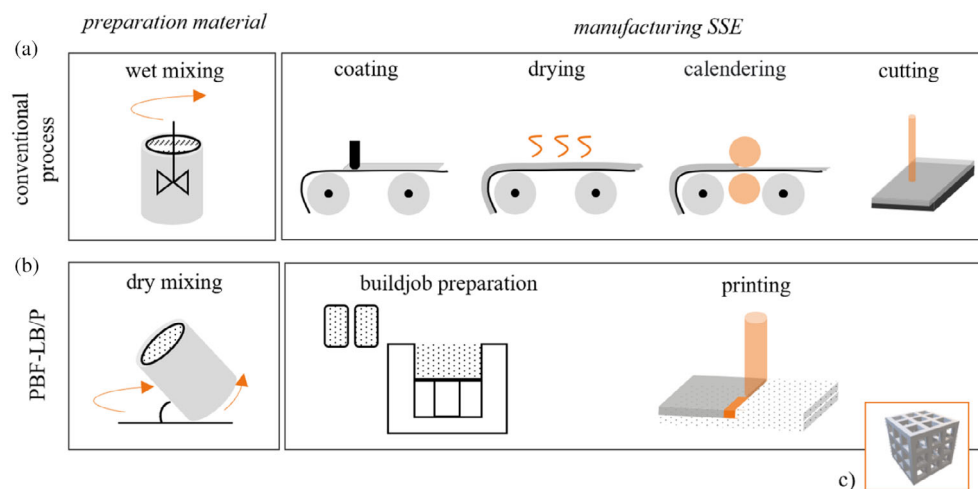 preparation material
manufacturing SSE
(a)
conventional
process
wet mixing
coating
drying
calendering
cutting
(b)
PBF-LB/P
dry mixing
buildjob preparation
printing
c)